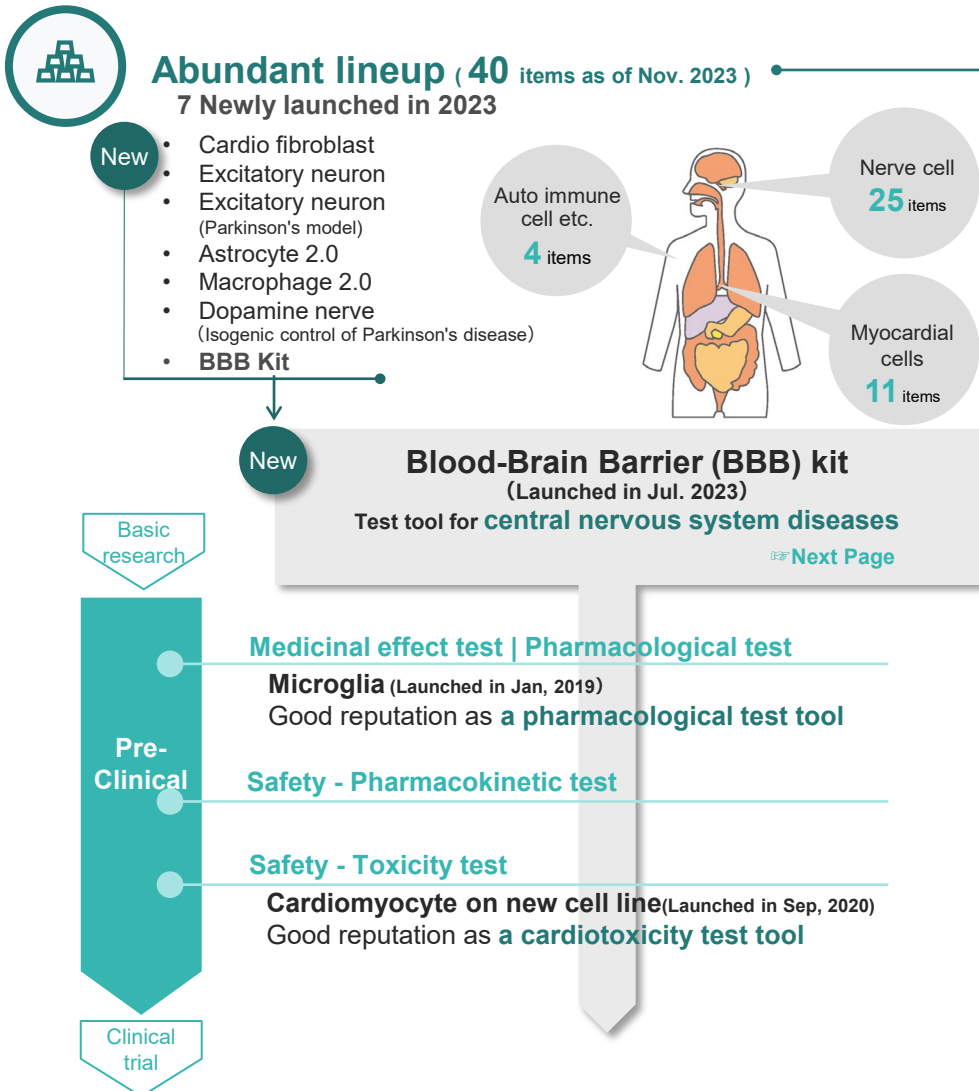 Abundant lineup ( 40 items as of Nov. 2023 )
7 Newly launched in 2023
New
• Cardio fibroblast
• Excitatory neuron
• Excitatory neuron
(Parkinson's model)
• Astrocyte 2.0
• Macrophage 2.0
• Dopamine nerve
(Isogenic control of Parkinson's disease)
• BBB Kit
Auto immune
cell etc.
4 items
Nerve cell
25 items
Myocardial
cells
11 items
New
Blood-Brain Barrier (BBB) kit
(Launched in Jul. 2023)
Test tool for central nervous system diseases
☞Next Page
Basic
research
Pre-
Clinical
Medicinal effect test | Pharmacological test
Microglia (Launched in Jan, 2019)
Good reputation as a pharmacological test tool
Safety - Pharmacokinetic test
Safety - Toxicity test
Cardiomyocyte on new cell line(Launched in Sep, 2020)
Good reputation as a cardiotoxicity test tool
Clinical
trial